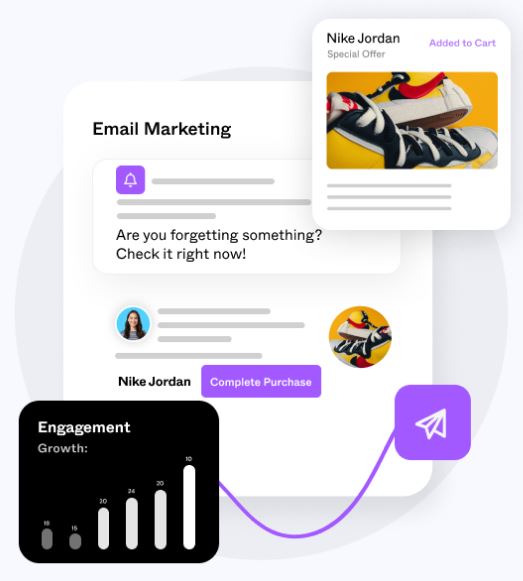 Nike Jordan
Added to Cart
Special Offer
Email Marketing
Are you forgetting something?
Check it right now!
Nike Jordan
Complete Purchase
Engagement
Growth:
15
20
24
20
10